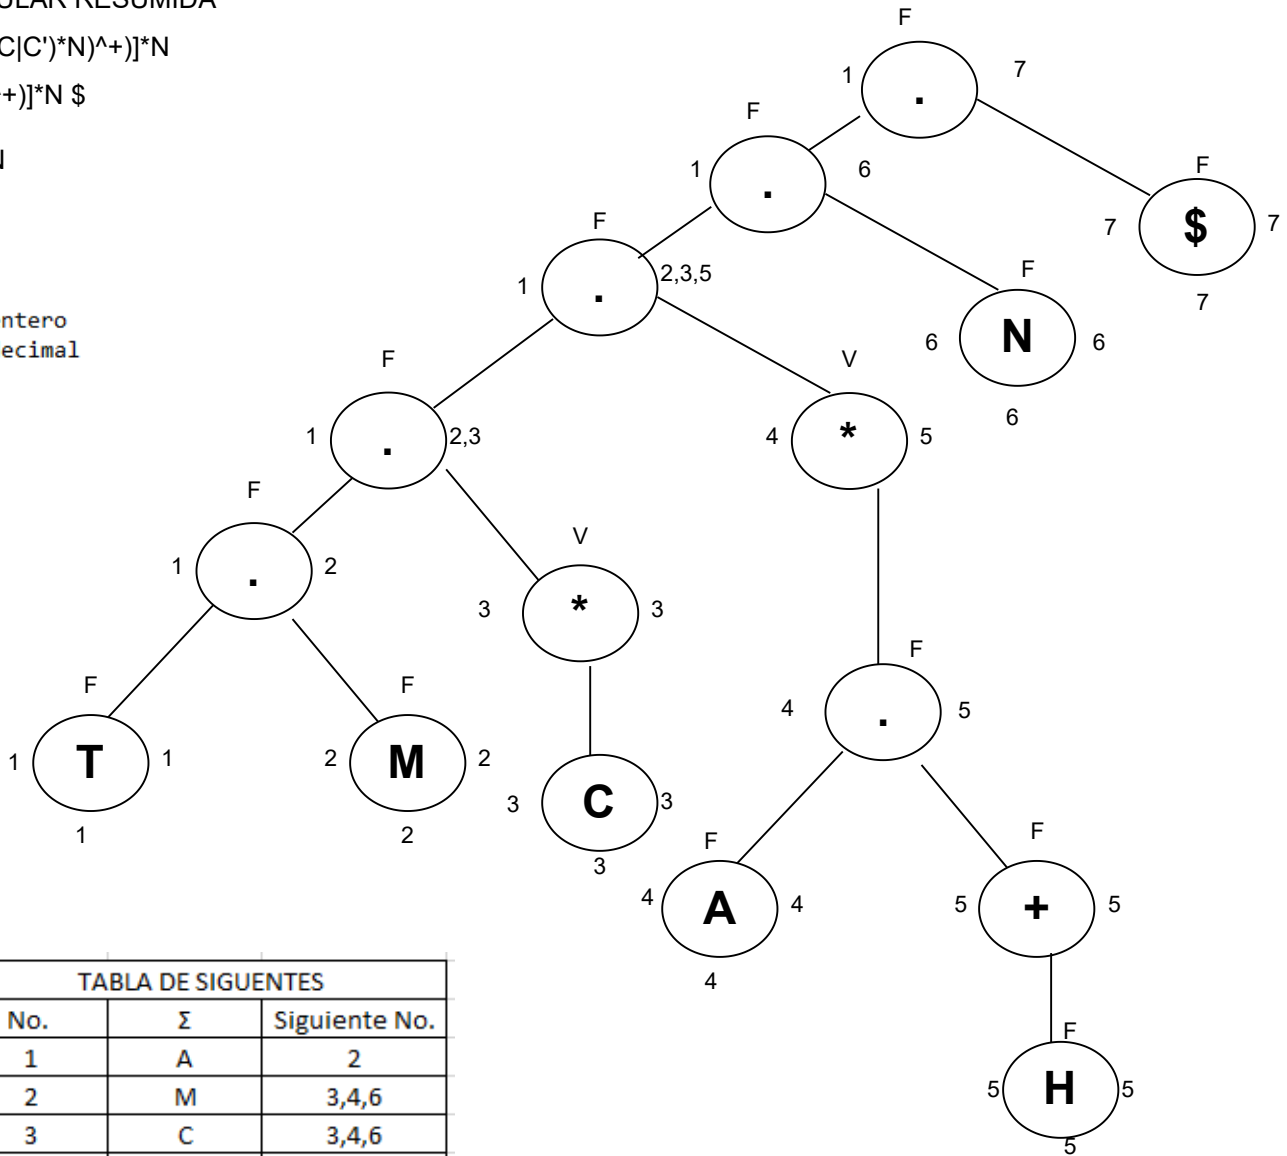 ULAR RESUMIDA
C|C')*N)^+)]*N
+)]*N $
N
entero
ecimal
F
1 . 7
F
1 . 6
F
7 $ 7
7
F
1 . 2,3,5
F
6 N 6
6
F
1 . 2,3
V
4 * 5
F
1 . 2
V
3 * 3
F
4 . 5
F
1 T 1
1
F
2 M 2
2
3 C 3
3
F
4 A 4
4
F
5 + 5
F
5 H 5
5
TABLA DE SIGUENTES
No. Σ Siguiente No.
1 A 2
2 M 3,4,6
3 C 3,4,6